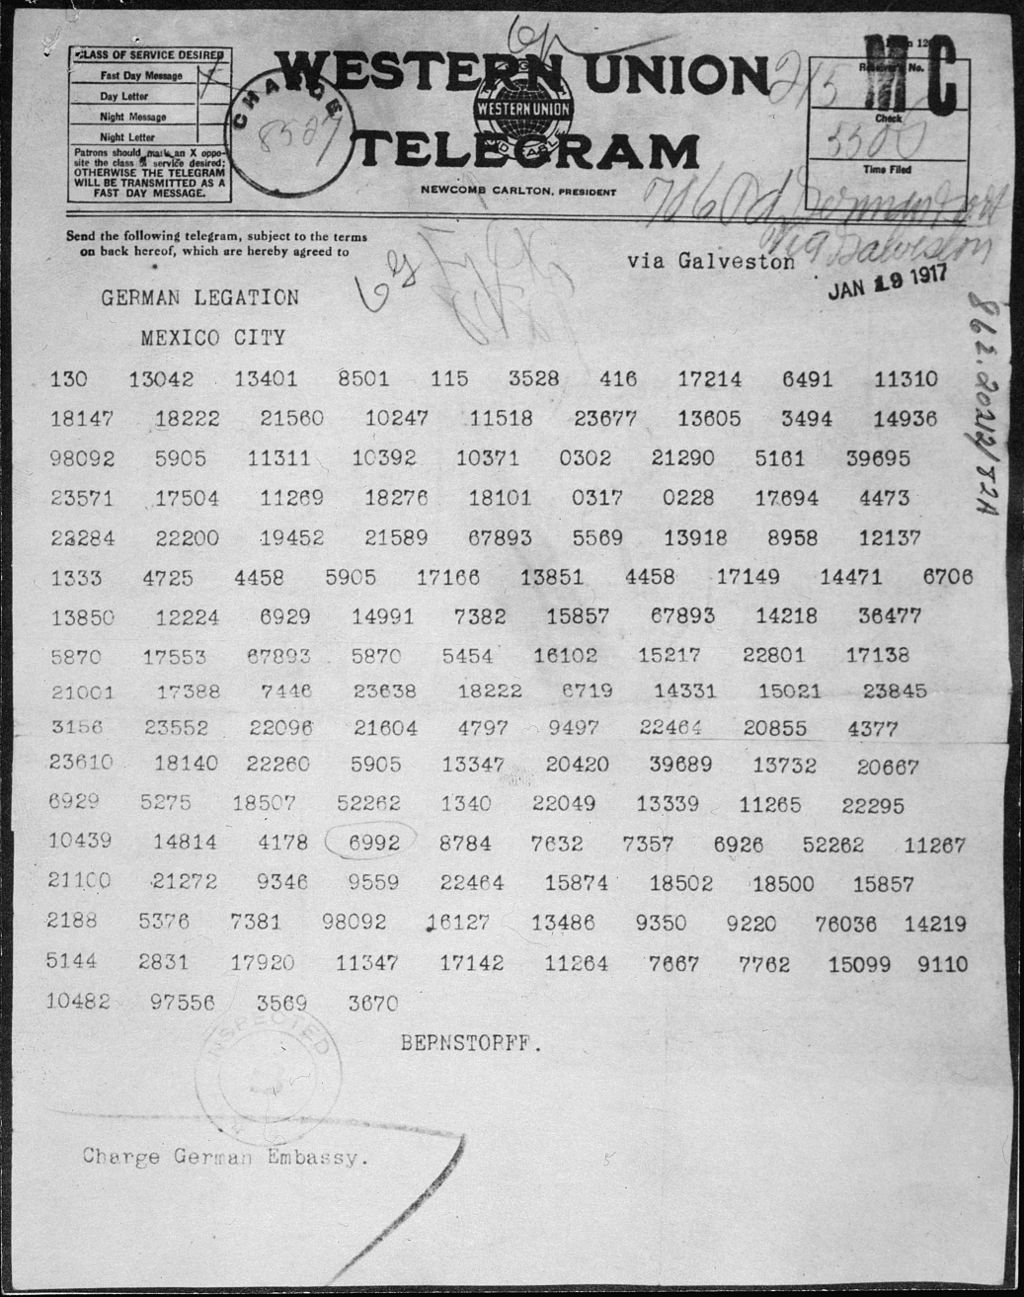 CLASS OF SERVICE DESIRED
Fast Day Message
Day Letter
Night Message
Night Letter
Patrons should mark an X oppo-
site the class of service desired;
OTHERWISE THE TELEGRAM
WILL BE TRANSMITTED AS A
FAST DAY MESSAGE.
CHARGE
WESTERN UNION
WESTERN UNION
TELEGRAM
NEWCOMB CARLTON, PRESIDENT
Receiver's No.
MC
Check
Time Filed
Send the following telegram, subject to the terms
on back hereof, which are hereby agreed to
via Galveston
via Galveston
JAN 19 1917
GERMAN LEGATION
MEXICO CITY
130 13042 13401 8501 115 3528 416 17214 6491 11310
18147 18222 21560 10247 11518 23677 13605 3494 14936
98092 5905 11311 10392 10371 0302 21290 5161 39695
23571 17504 11269 18276 18101 0317 0228 17694 4473
22284 22200 19452 21589 67893 5569 13918 8958 12137
1333 4725 4458 5905 17166 13851 4458 17149 14471 6706
13850 12224 6929 14991 7382 15857 67893 14218 36477
5870 17553 67893 5870 5454 16102 15217 22801 17138
21001 17388 7446 23638 18222 6719 14331 15021 23845
3156 23552 22096 21604 4797 9497 22464 20855 4377
23610 18140 22260 5905 13347 20420 39689 13732 20667
6929 5275 18507 52262 1340 22049 13339 11265 22295
10439 14814 4178 6992 8784 7632 7357 6926 52262 11267
21100 21272 9346 9559 22464 15874 18502 18500 15857
2188 5376 7381 98092 16127 13486 9350 9220 76036 14219
5144 2831 17920 11347 17142 11264 7667 7762 15099 9110
10482 97556 3569 3670
BEPNSTOPFF.
INSPECTED
Charge German Embassy.
862.20212/82A